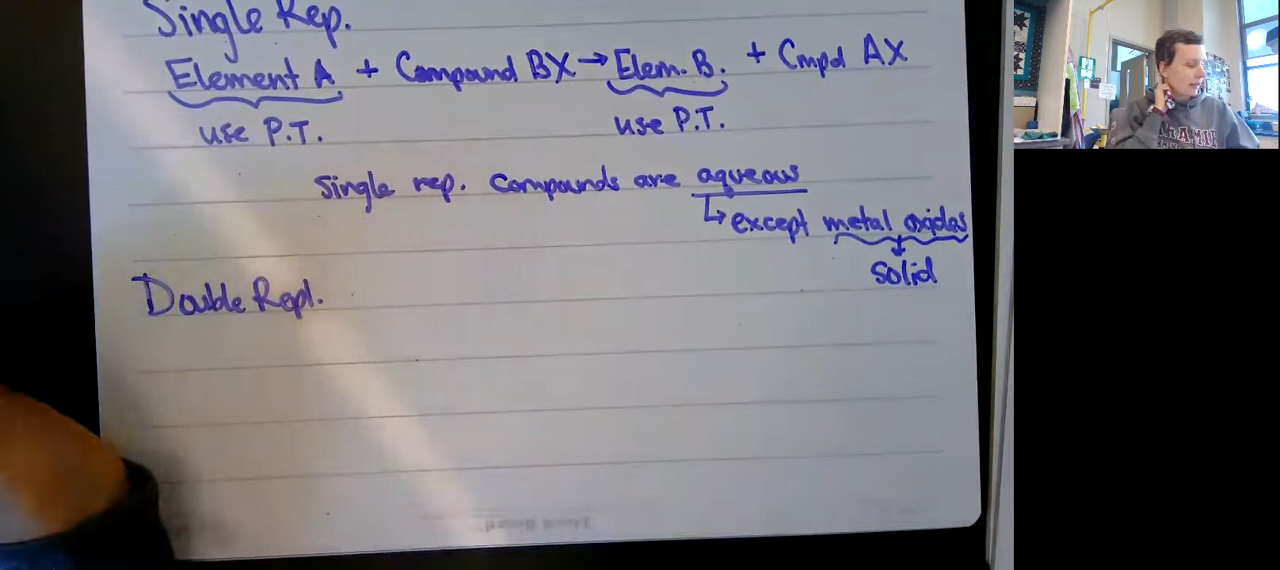 Single Rep.
Element A + Compound BX → Elem. B. + Cmpd AX
use P.T. use P.T.
Single rep. compounds are aqueous
↳ except metal oxides
solid
Double Repl.